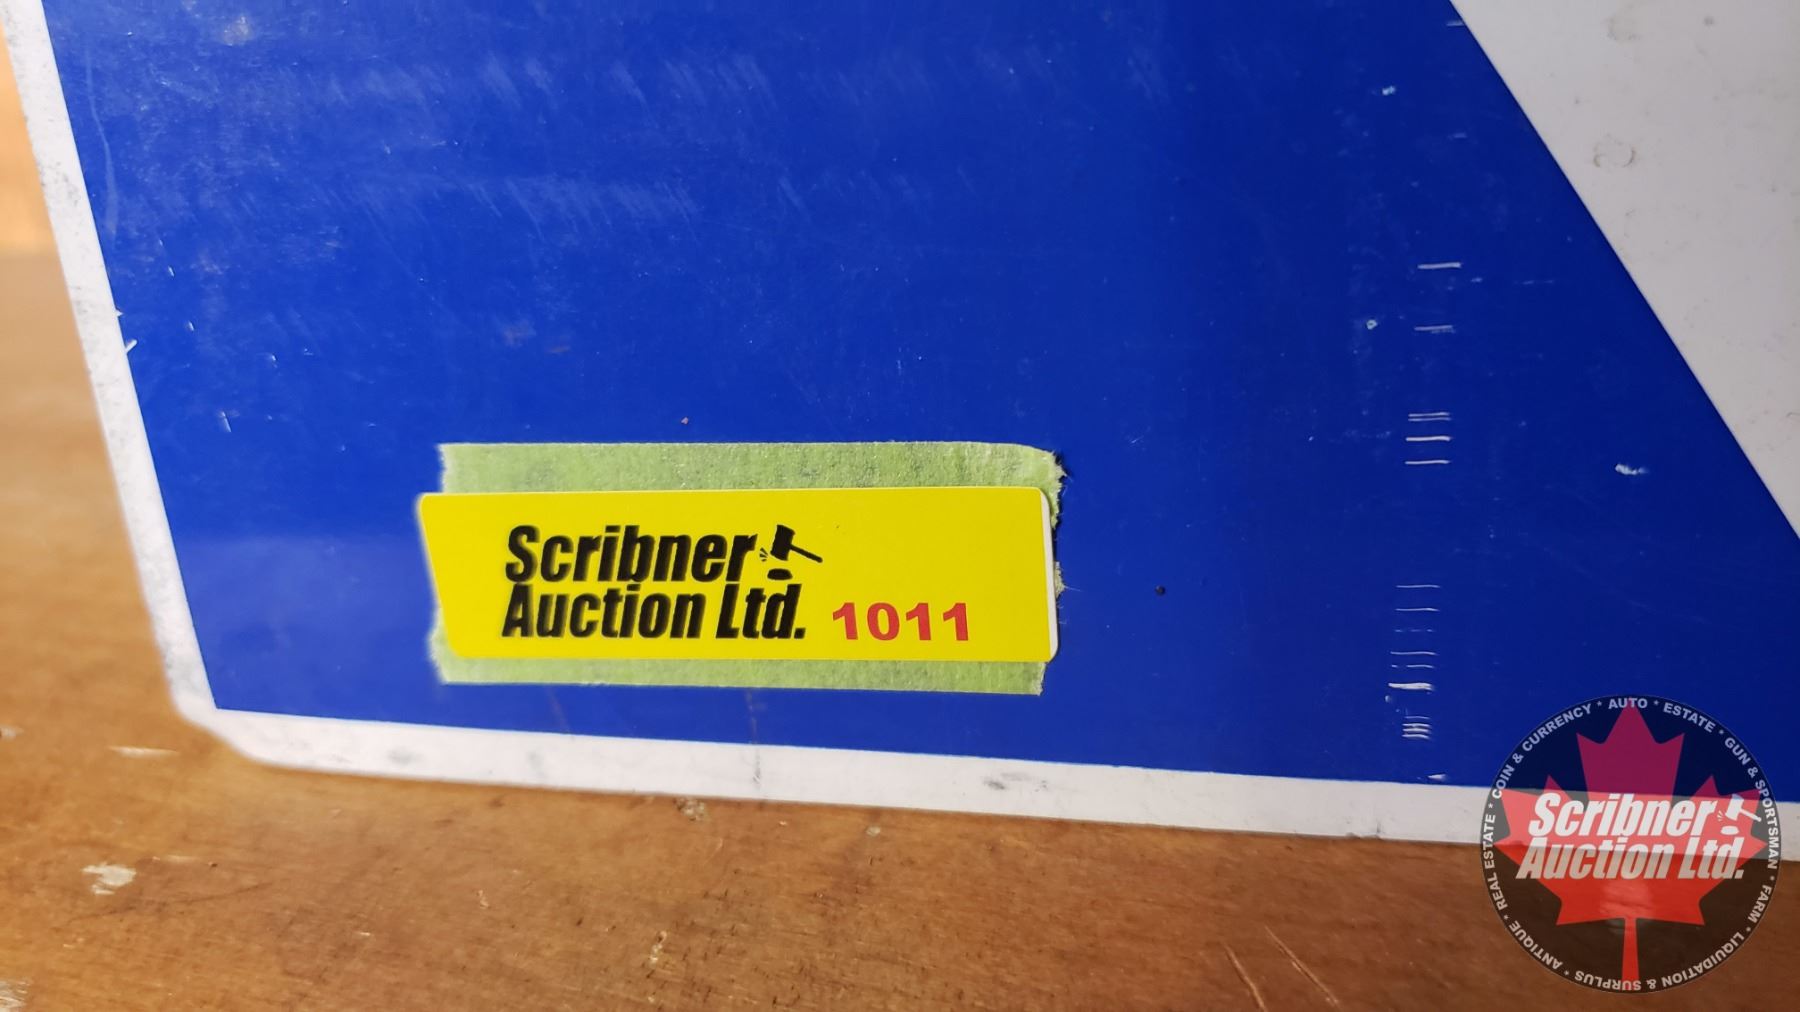 Scribner
Auction Ltd. 1011
COIN & CURRENCY * AUTO * ESTATE * GUN & SPORTSMAN * FARM * LIQUIDATION & SURPLUS * ANTIQUE * REAL ESTATE *
Scribner
Auction Ltd.